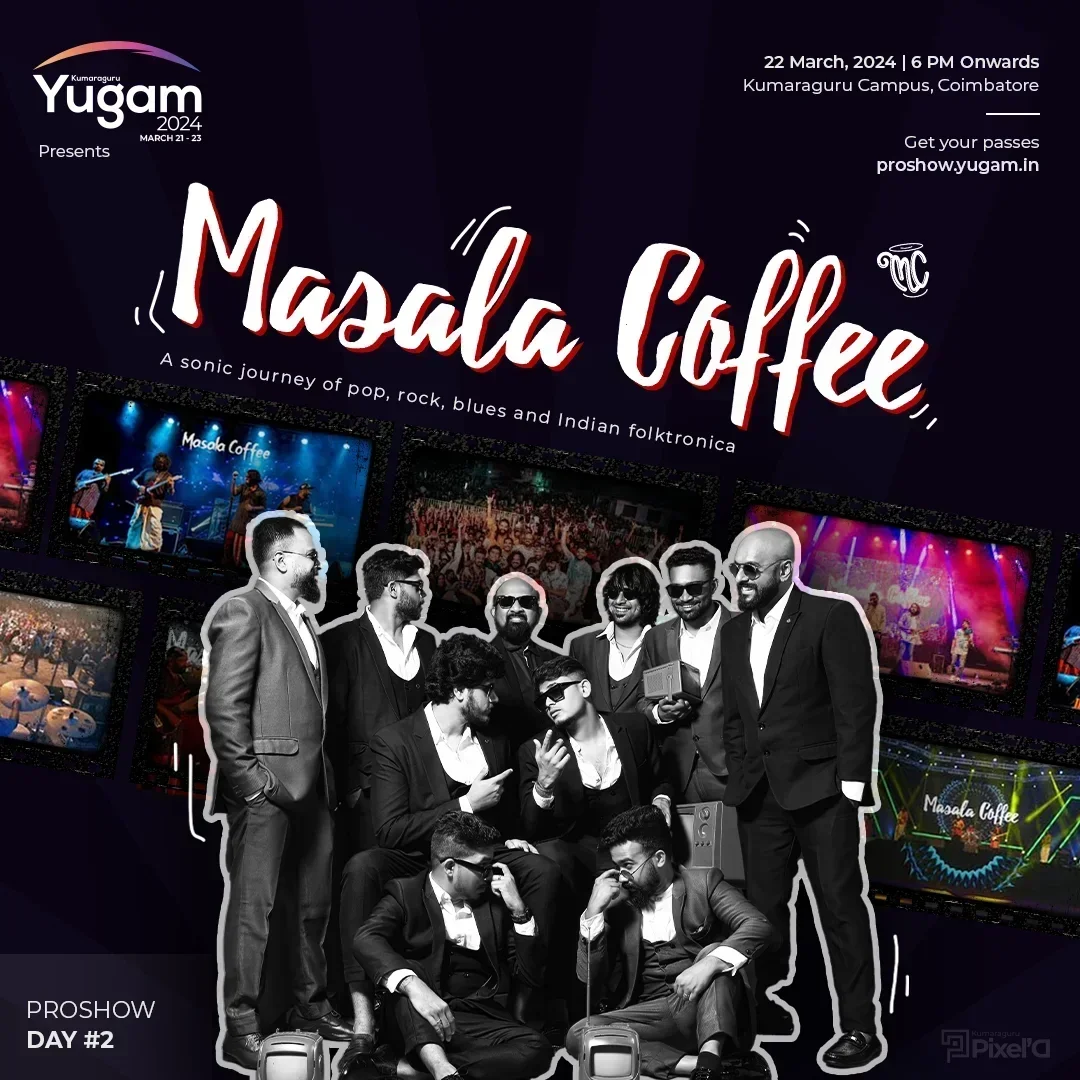 Kumaraguru
Yugam
2024
MARCH 21 - 23
Presents
22 March, 2024 | 6 PM Onwards
Kumaraguru Campus, Coimbatore
Get your passes
proshow.yugam.in
Masala Coffee
MC
A sonic journey of pop, rock, blues and Indian folktronica
Masala Coffee
Masala Coffee
PROSHOW
DAY #2
Kumaraguru
Pixel'a